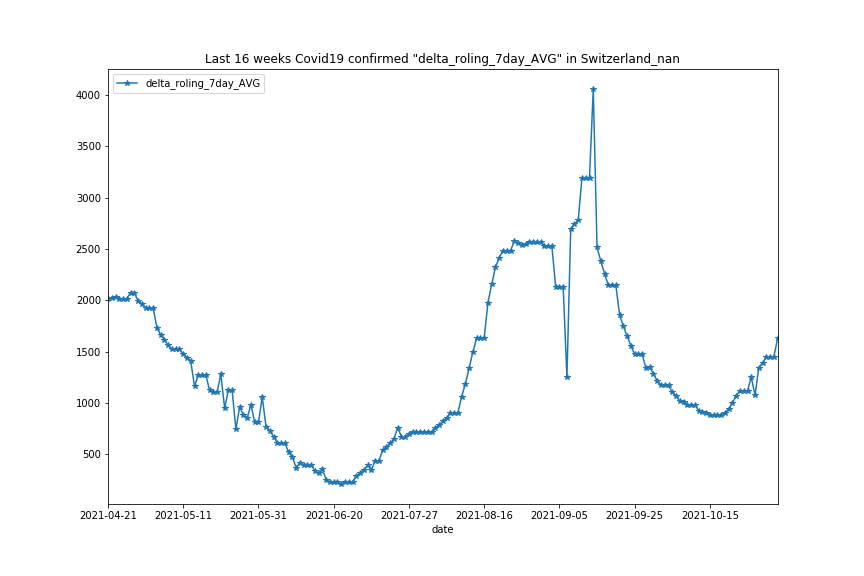 Last 16 weeks Covid19 confirmed "delta_roling_7day_AVG" in Switzerland_nan
delta_roling_7day_AVG
4000
3500
3000
2500
2000
1500
1000
500
2021-04-21 2021-05-11 2021-05-31 2021-06-20 2021-07-27 2021-08-16 2021-09-05 2021-09-25 2021-10-15
date